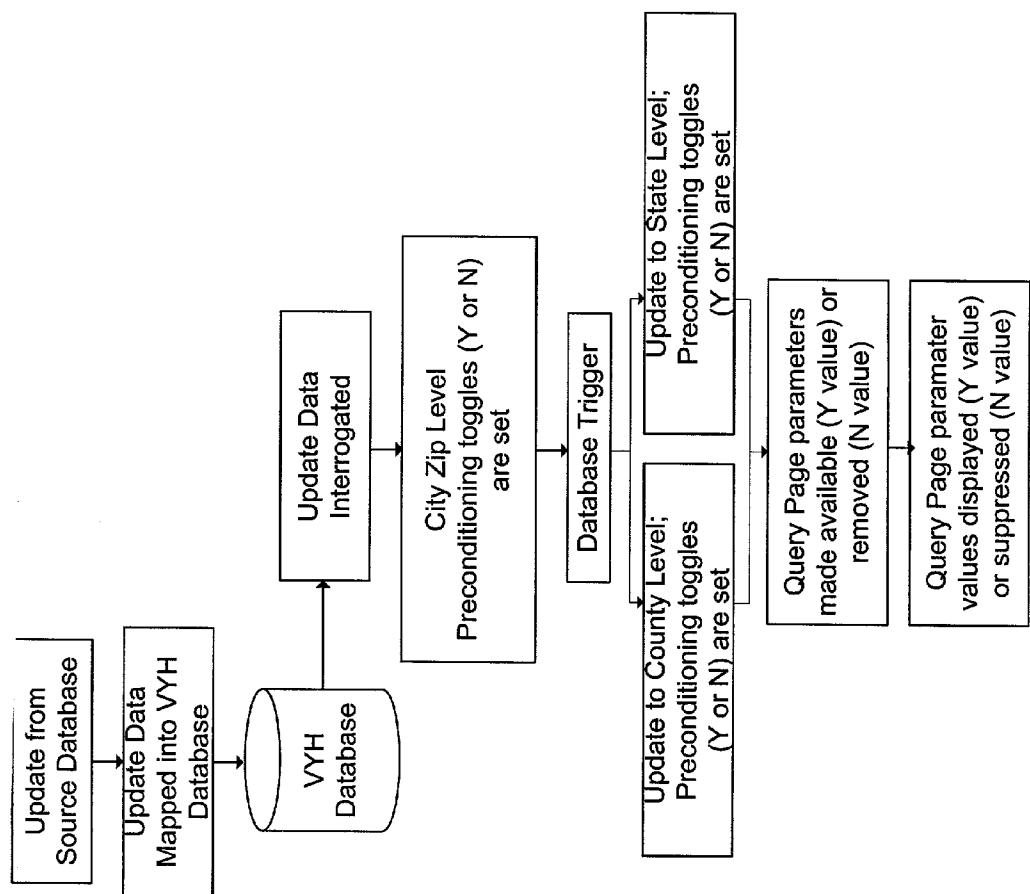 Update from
Source Database
Update Data
Mapped into VYH
Database
VYH
Database
Update Data
Interrogated
City Zip Level
Preconditioning toggles (Y or N)
are set
Database Trigger
Update to County Level;
Preconditioning toggles
(Y or N) are set
Update to State Level;
Preconditioning toggles
(Y or N) are set
Query Page parameters
made available (Y value) or
removed (N value)
Query Page paramater
values displayed (Y value)
or suppressed (N value)